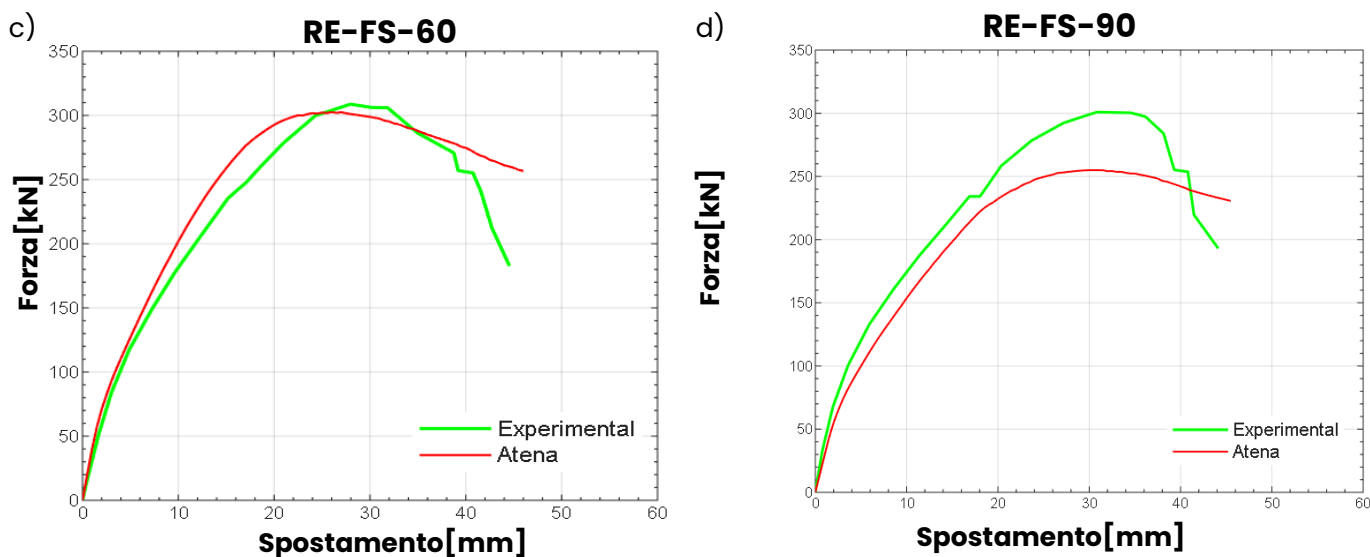 c)
RE-FS-60
350
300
250
200
150
100
50
0
0 10 20 30 40 50 60
Forza[kN]
Spostamento[mm]
Experimental
Atena
d)
RE-FS-90
350
300
250
200
150
100
50
0
0 10 20 30 40 50 60
Forza[kN]
Spostamento[mm]
Experimental
Atena